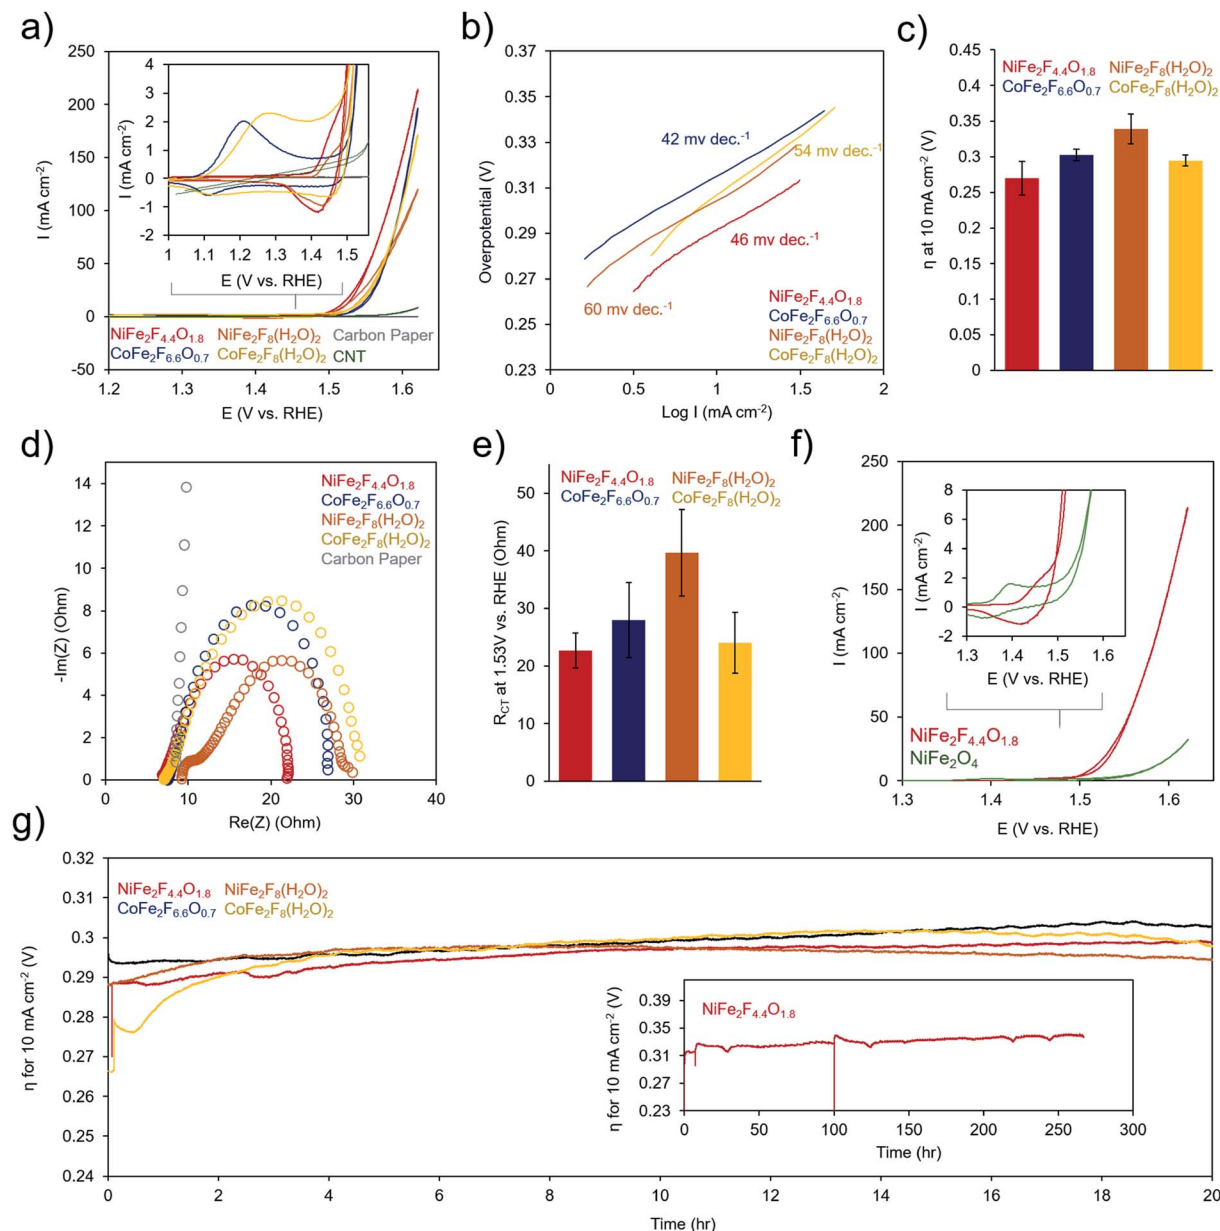 a)
I (mA cm-2)
250
200
150
100
50
0
-50
1.2
1.3
1.4
1.5
1.6
E (V vs. RHE)
I (mA cm-2)
4
3
2
1
0
-1
-2
1
1.1
1.2
1.3
1.4
1.5
E (V vs. RHE)
NiFe2F4.4O1.8 NiFe2F8(H2O)2 Carbon Paper
CoFe2F6.6O0.7 CoFe2F8(H2O)2 CNT
b)
Overpotential (V)
0.37
0.35
0.33
0.31
0.29
0.27
0.25
0.23
0
0.5
1
1.5
2
Log I (mA cm-2)
42 mv dec.-1
54 mv dec.-1
46 mv dec.-1
60 mv dec.-1
NiFe2F4.4O1.8
CoFe2F6.6O0.7
NiFe2F8(H2O)2
CoFe2F8(H2O)2
c)
η at 10 mA cm-2 (V)
0.45
0.4
0.35
0.3
0.25
0.2
0.15
0.1
0.05
0
NiFe2F4.4O1.8 NiFe2F8(H2O)2
CoFe2F6.6O0.7 CoFe2F8(H2O)2
d)
-Im(Z) (Ohm)
14
12
10
8
6
4
2
0
0
10
20
30
40
Re(Z) (Ohm)
NiFe2F4.4O1.8
CoFe2F6.6O0.7
NiFe2F8(H2O)2
CoFe2F8(H2O)2
Carbon Paper
e)
RCT at 1.53V vs. RHE (Ohm)
50
40
30
20
10
0
NiFe2F4.4O1.8 NiFe2F8(H2O)2
CoFe2F6.6O0.7 CoFe2F8(H2O)2
f)
I (mA cm-2)
250
200
150
100
50
0
1.3
1.4
1.5
1.6
E (V vs. RHE)
I (mA cm-2)
8
6
4
2
0
-2
1.3
1.4
1.5
1.6
E (V vs. RHE)
NiFe2F4.4O1.8
NiFe2O4
g)
η for 10 mA cm-2 (V)
0.32
0.31
0.3
0.29
0.28
0.27
0.26
0.25
0.24
0
2
4
6
8
10
12
14
16
18
20
Time (hr)
NiFe2F4.4O1.8 NiFe2F8(H2O)2
CoFe2F6.6O0.7 CoFe2F8(H2O)2
η for 10 mA cm-2 (V)
0.39
0.35
0.31
0.27
0.23
0
50
100
150
200
250
300
Time (hr)
NiFe2F4.4O1.8